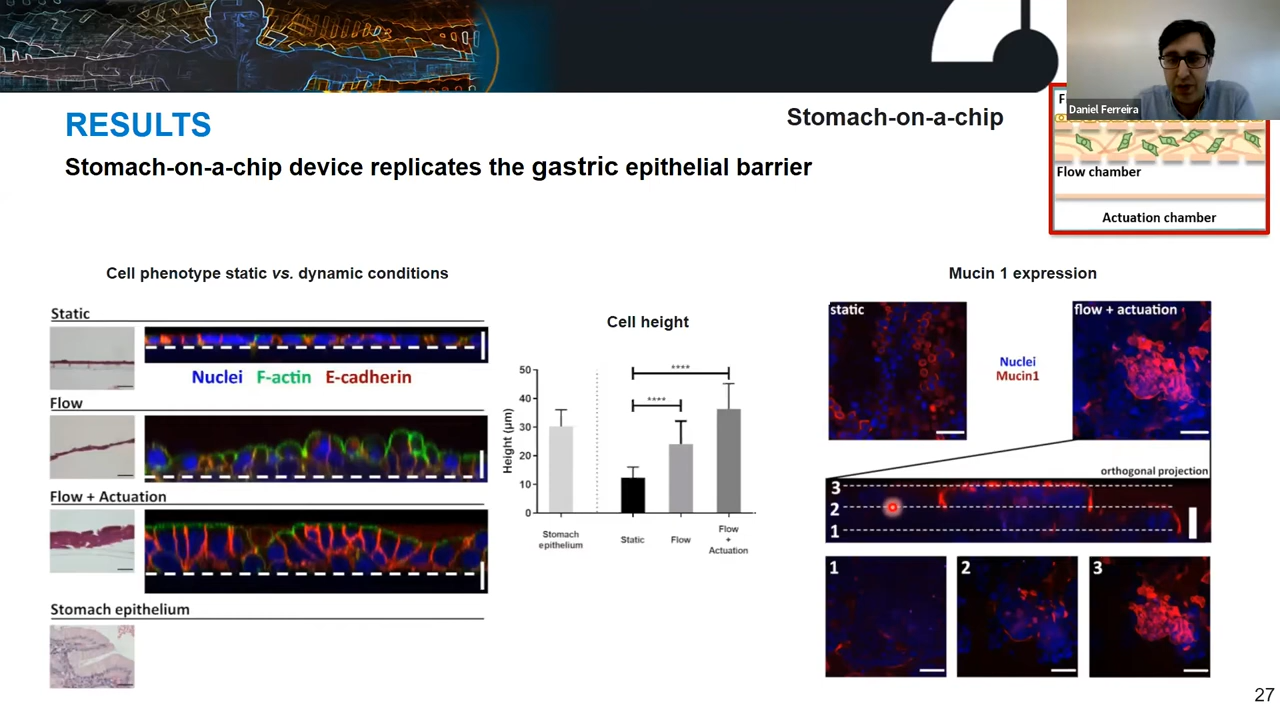 Daniel Ferreira
RESULTS
Stomach-on-a-chip
Stomach-on-a-chip device replicates the gastric epithelial barrier
Flow chamber
Actuation chamber
Cell phenotype static vs. dynamic conditions
Static
Nuclei F-actin E-cadherin
Flow
Flow + Actuation
Stomach epithelium
Cell height
Height (µm)
50
40
30
20
10
0
****
****
Stomach
epithelium
Static
Flow
Flow
+
Actuation
Mucin 1 expression
static
Nuclei
Mucin1
flow + actuation
orthogonal projection
3
2
1
1
2
3
27